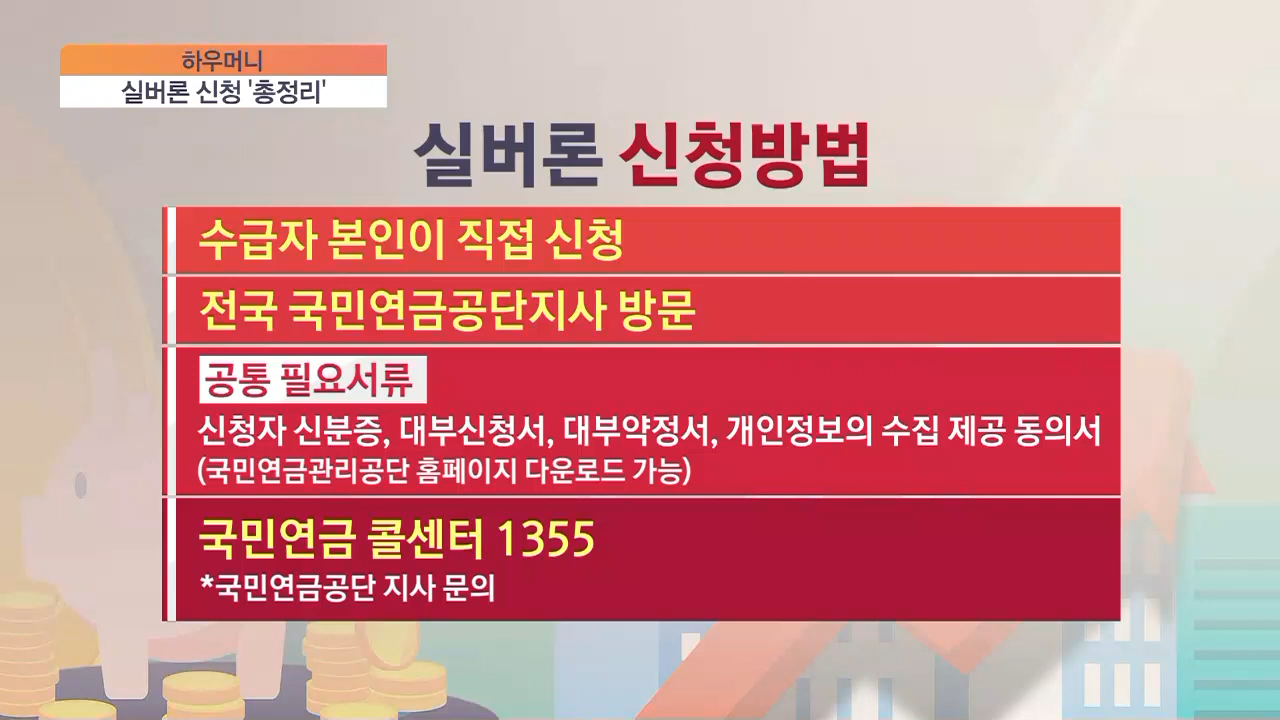 하우머니
실버론 신청 '총정리'
실버론 신청방법
수급자 본인이 직접 신청
전국 국민연금공단지사 방문
공통 필요서류
신청자 신분증, 대부신청서, 대부약정서, 개인정보의 수집 제공 동의서
(국민연금관리공단 홈페이지 다운로드 가능)
국민연금 콜센터 1355
*국민연금공단 지사 문의